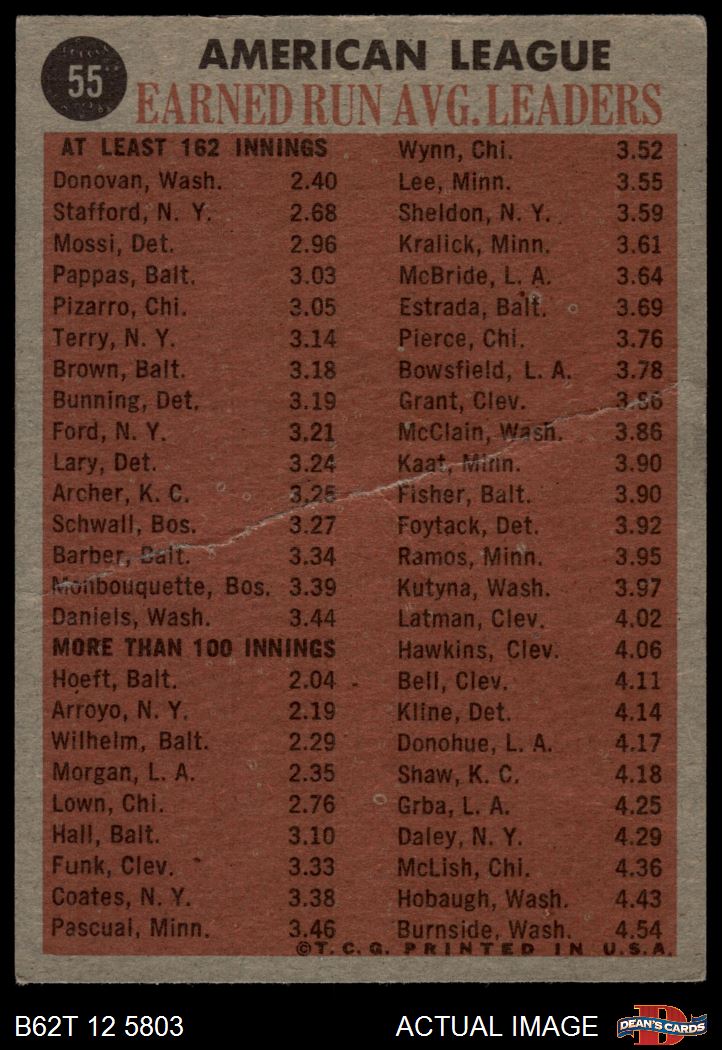 55
AMERICAN LEAGUE
EARNED RUN AVG. LEADERS
AT LEAST 162 INNINGS
Donovan, Wash. 2.40
Stafford, N. Y. 2.68
Mossi, Det. 2.96
Pappas, Balt. 3.03
Pizarro, Chi. 3.05
Terry, N. Y. 3.14
Brown, Balt. 3.18
Bunning, Det. 3.19
Ford, N. Y. 3.21
Lary, Det. 3.24
Archer, K. C. 3.26
Schwall, Bos. 3.27
Barber, Balt. 3.34
Monbouquette, Bos. 3.39
Daniels, Wash. 3.44
MORE THAN 100 INNINGS
Hoeft, Balt. 2.04
Arroyo, N. Y. 2.19
Wilhelm, Balt. 2.29
Morgan, L. A. 2.35
Lown, Chi. 2.76
Hall, Balt. 3.10
Funk, Clev. 3.33
Coates, N. Y. 3.38
Pascual, Minn. 3.46
Wynn, Chi. 3.52
Lee, Minn. 3.55
Sheldon, N. Y. 3.59
Kralick, Minn. 3.61
McBride, L. A. 3.64
Estrada, Balt. 3.69
Pierce, Chi. 3.76
Bowsfield, L. A. 3.78
Grant, Clev. 3.86
McClain, Wash. 3.86
Kaat, Minn. 3.90
Fisher, Balt. 3.90
Foytack, Det. 3.92
Ramos, Minn. 3.95
Kutyna, Wash. 3.97
Latman, Clev. 4.02
Hawkins, Clev. 4.06
Bell, Clev. 4.11
Kline, Det. 4.14
Donohue, L. A. 4.17
Shaw, K. C. 4.18
Grba, L. A. 4.25
Daley, N. Y. 4.29
McLish, Chi. 4.36
Hobaugh, Wash. 4.43
Burnside, Wash. 4.54
©T. C. G. PRINTED IN U.S.A.
B62T 12 5803
ACTUAL IMAGE
D
DEAN'S CARDS